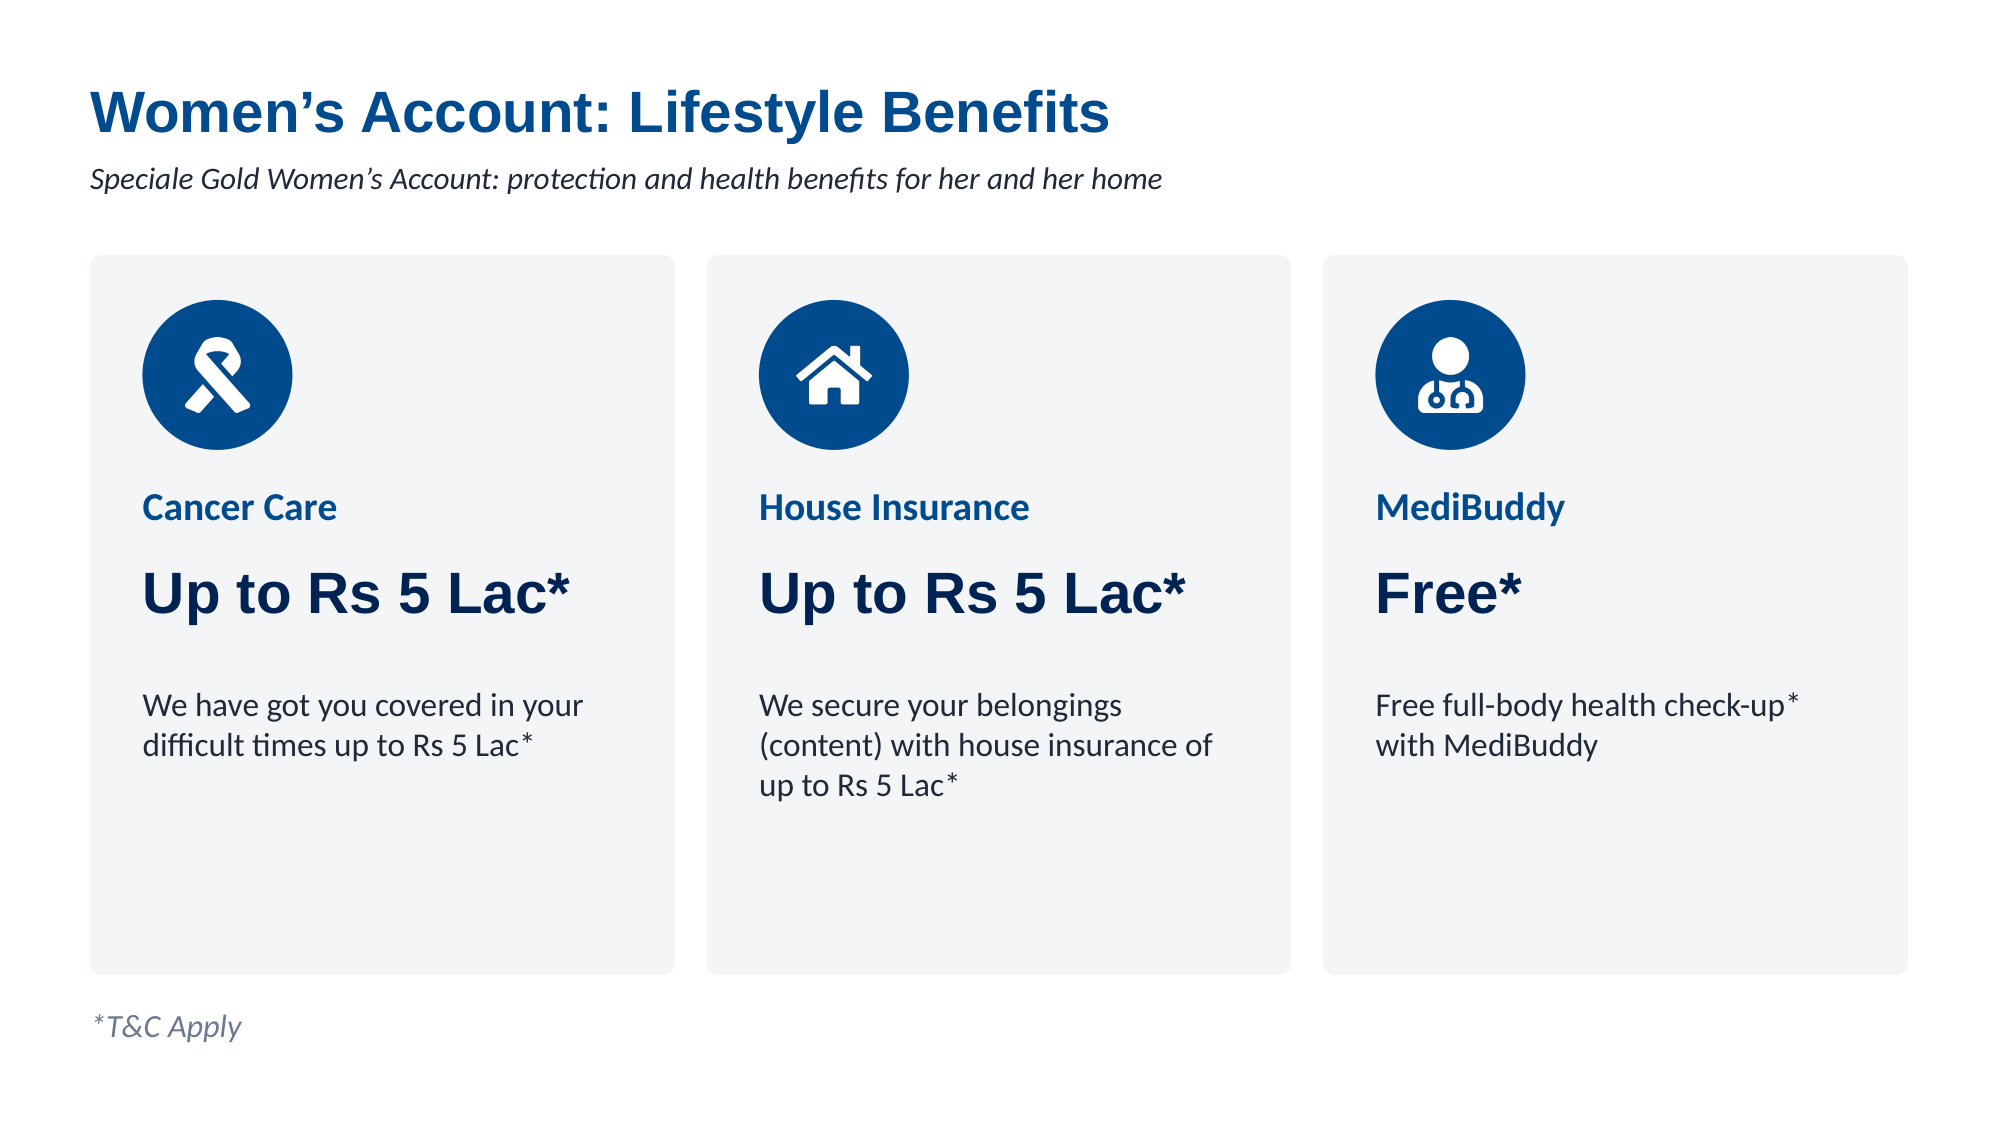 Women’s Account: Lifestyle Benefits
Speciale Gold Women’s Account: protection and health benefits for her and her home
Cancer Care
Up to Rs 5 Lac*
We have got you covered in your
difficult times up to Rs 5 Lac*
House Insurance
Up to Rs 5 Lac*
We secure your belongings
(content) with house insurance of
up to Rs 5 Lac*
MediBuddy
Free*
Free full-body health check-up*
with MediBuddy
*T&C Apply